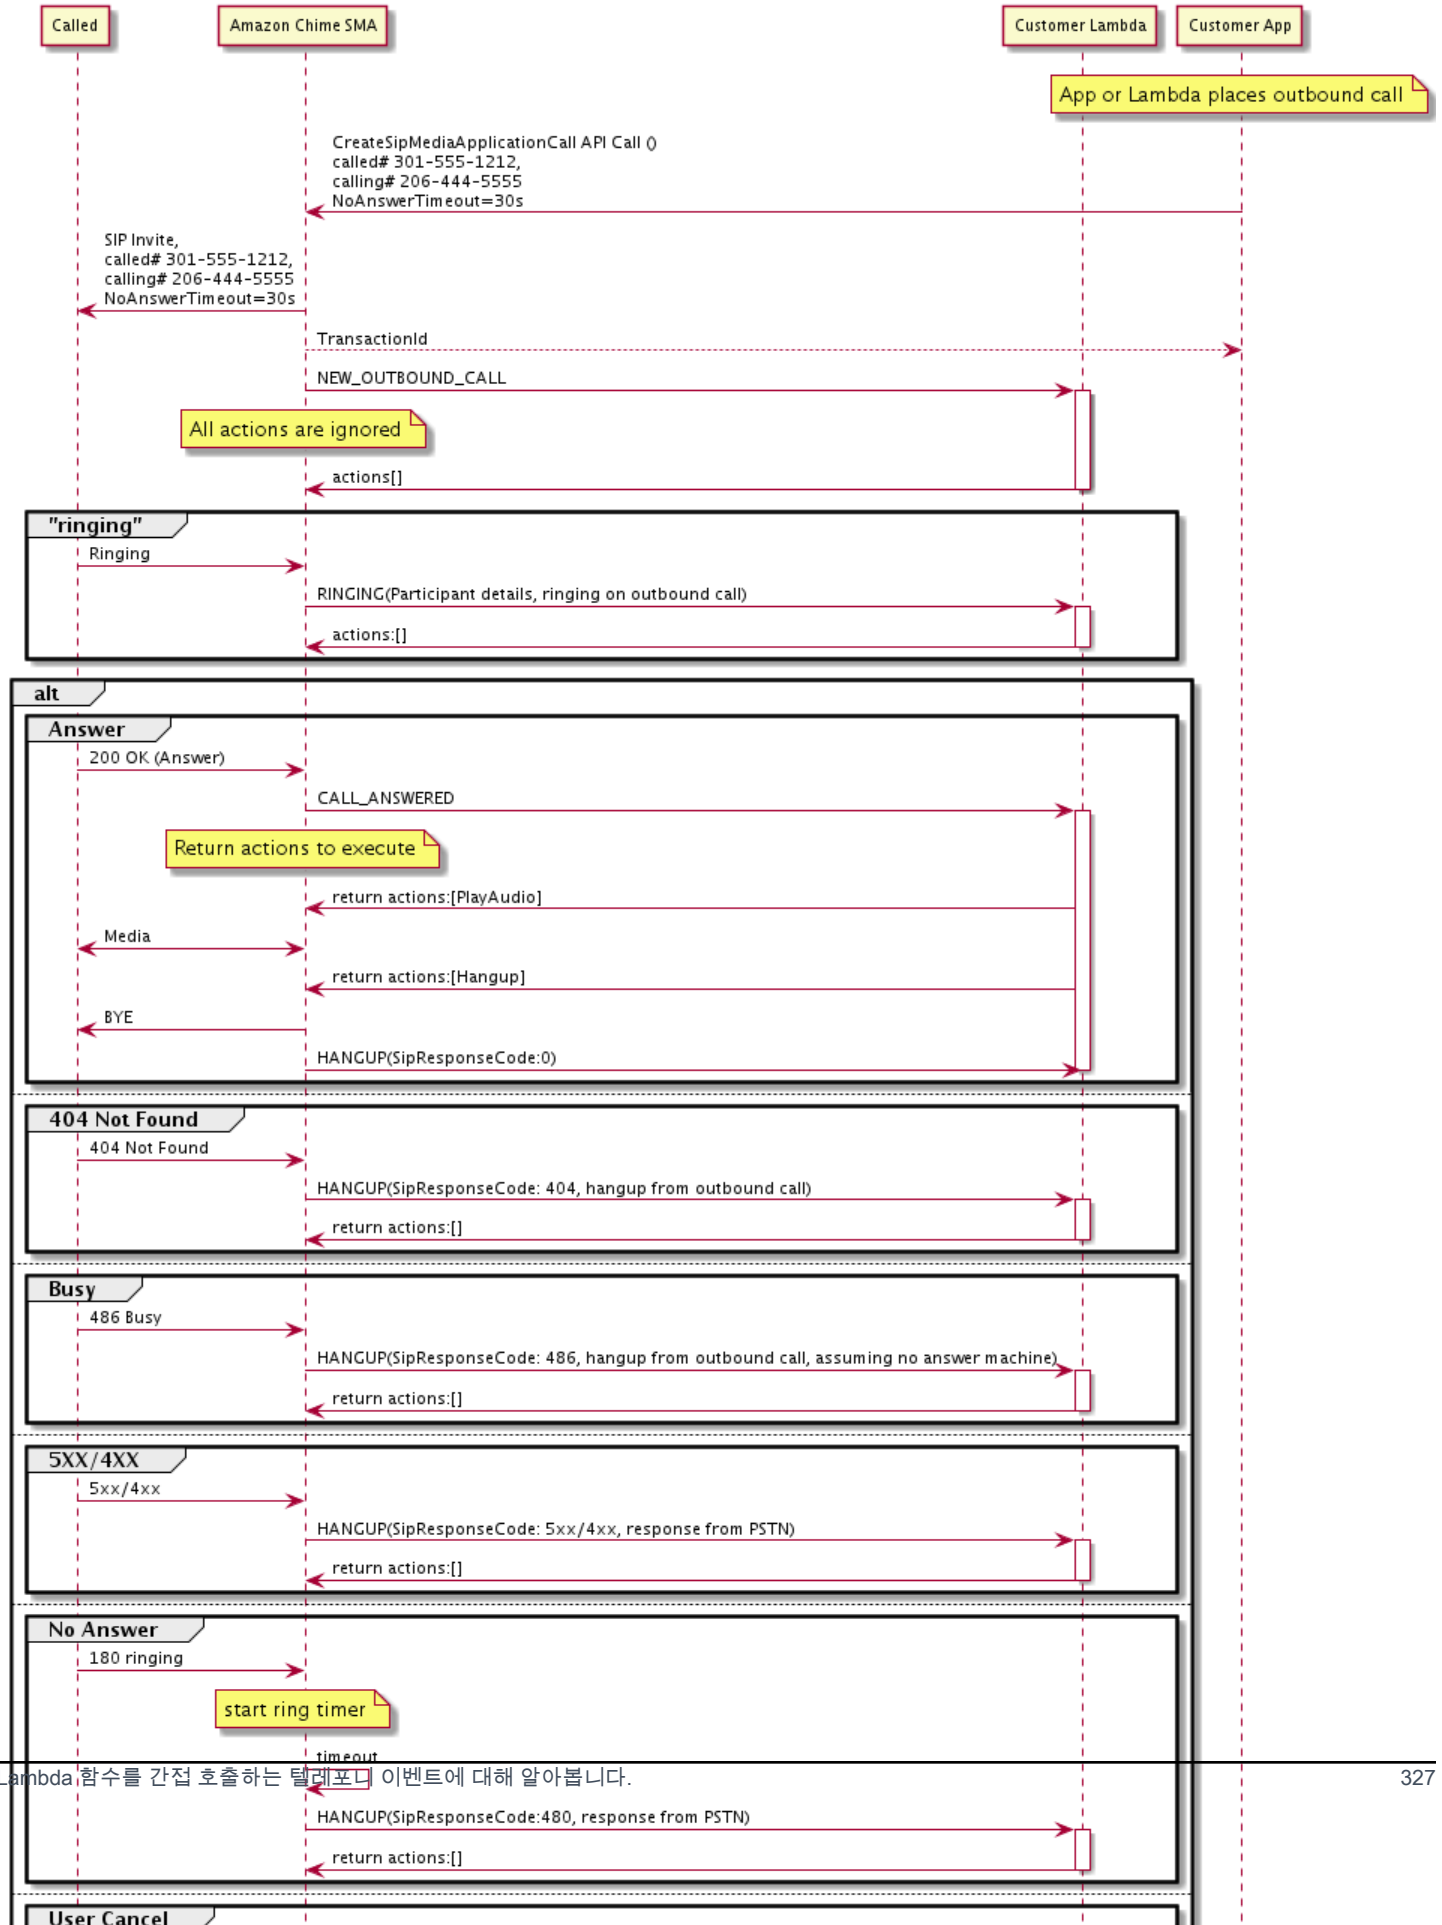 Called
Amazon Chime SMA
Customer Lambda
Customer App
App or Lambda places outbound call
CreateSipMediaApplicationCall API Call ()
called# 301-555-1212,
calling# 206-444-5555
NoAnswerTimeout=30s
SIP Invite,
called# 301-555-1212,
calling# 206-444-5555
NoAnswerTimeout=30s
TransactionId
NEW_OUTBOUND_CALL
All actions are ignored
actions[]
"ringing"
Ringing
RINGING(Participant details, ringing on outbound call)
actions:[]
alt
Answer
200 OK (Answer)
CALL_ANSWERED
Return actions to execute
return actions:[PlayAudio]
Media
return actions:[Hangup]
BYE
HANGUP(SipResponseCode:0)
404 Not Found
404 Not Found
HANGUP(SipResponseCode: 404, hangup from outbound call)
return actions:[]
Busy
486 Busy
HANGUP(SipResponseCode: 486, hangup from outbound call, assuming no answer machine)
return actions:[]
5XX/4XX
5xx/4xx
HANGUP(SipResponseCode: 5xx/4xx, response from PSTN)
return actions:[]
No Answer
180 ringing
start ring timer
timeout
Lambda 함수를 간접 호출하는 텔레포니 이벤트에 대해 알아봅니다.
327
HANGUP(SipResponseCode:480, response from PSTN)
return actions:[]
User Cancel